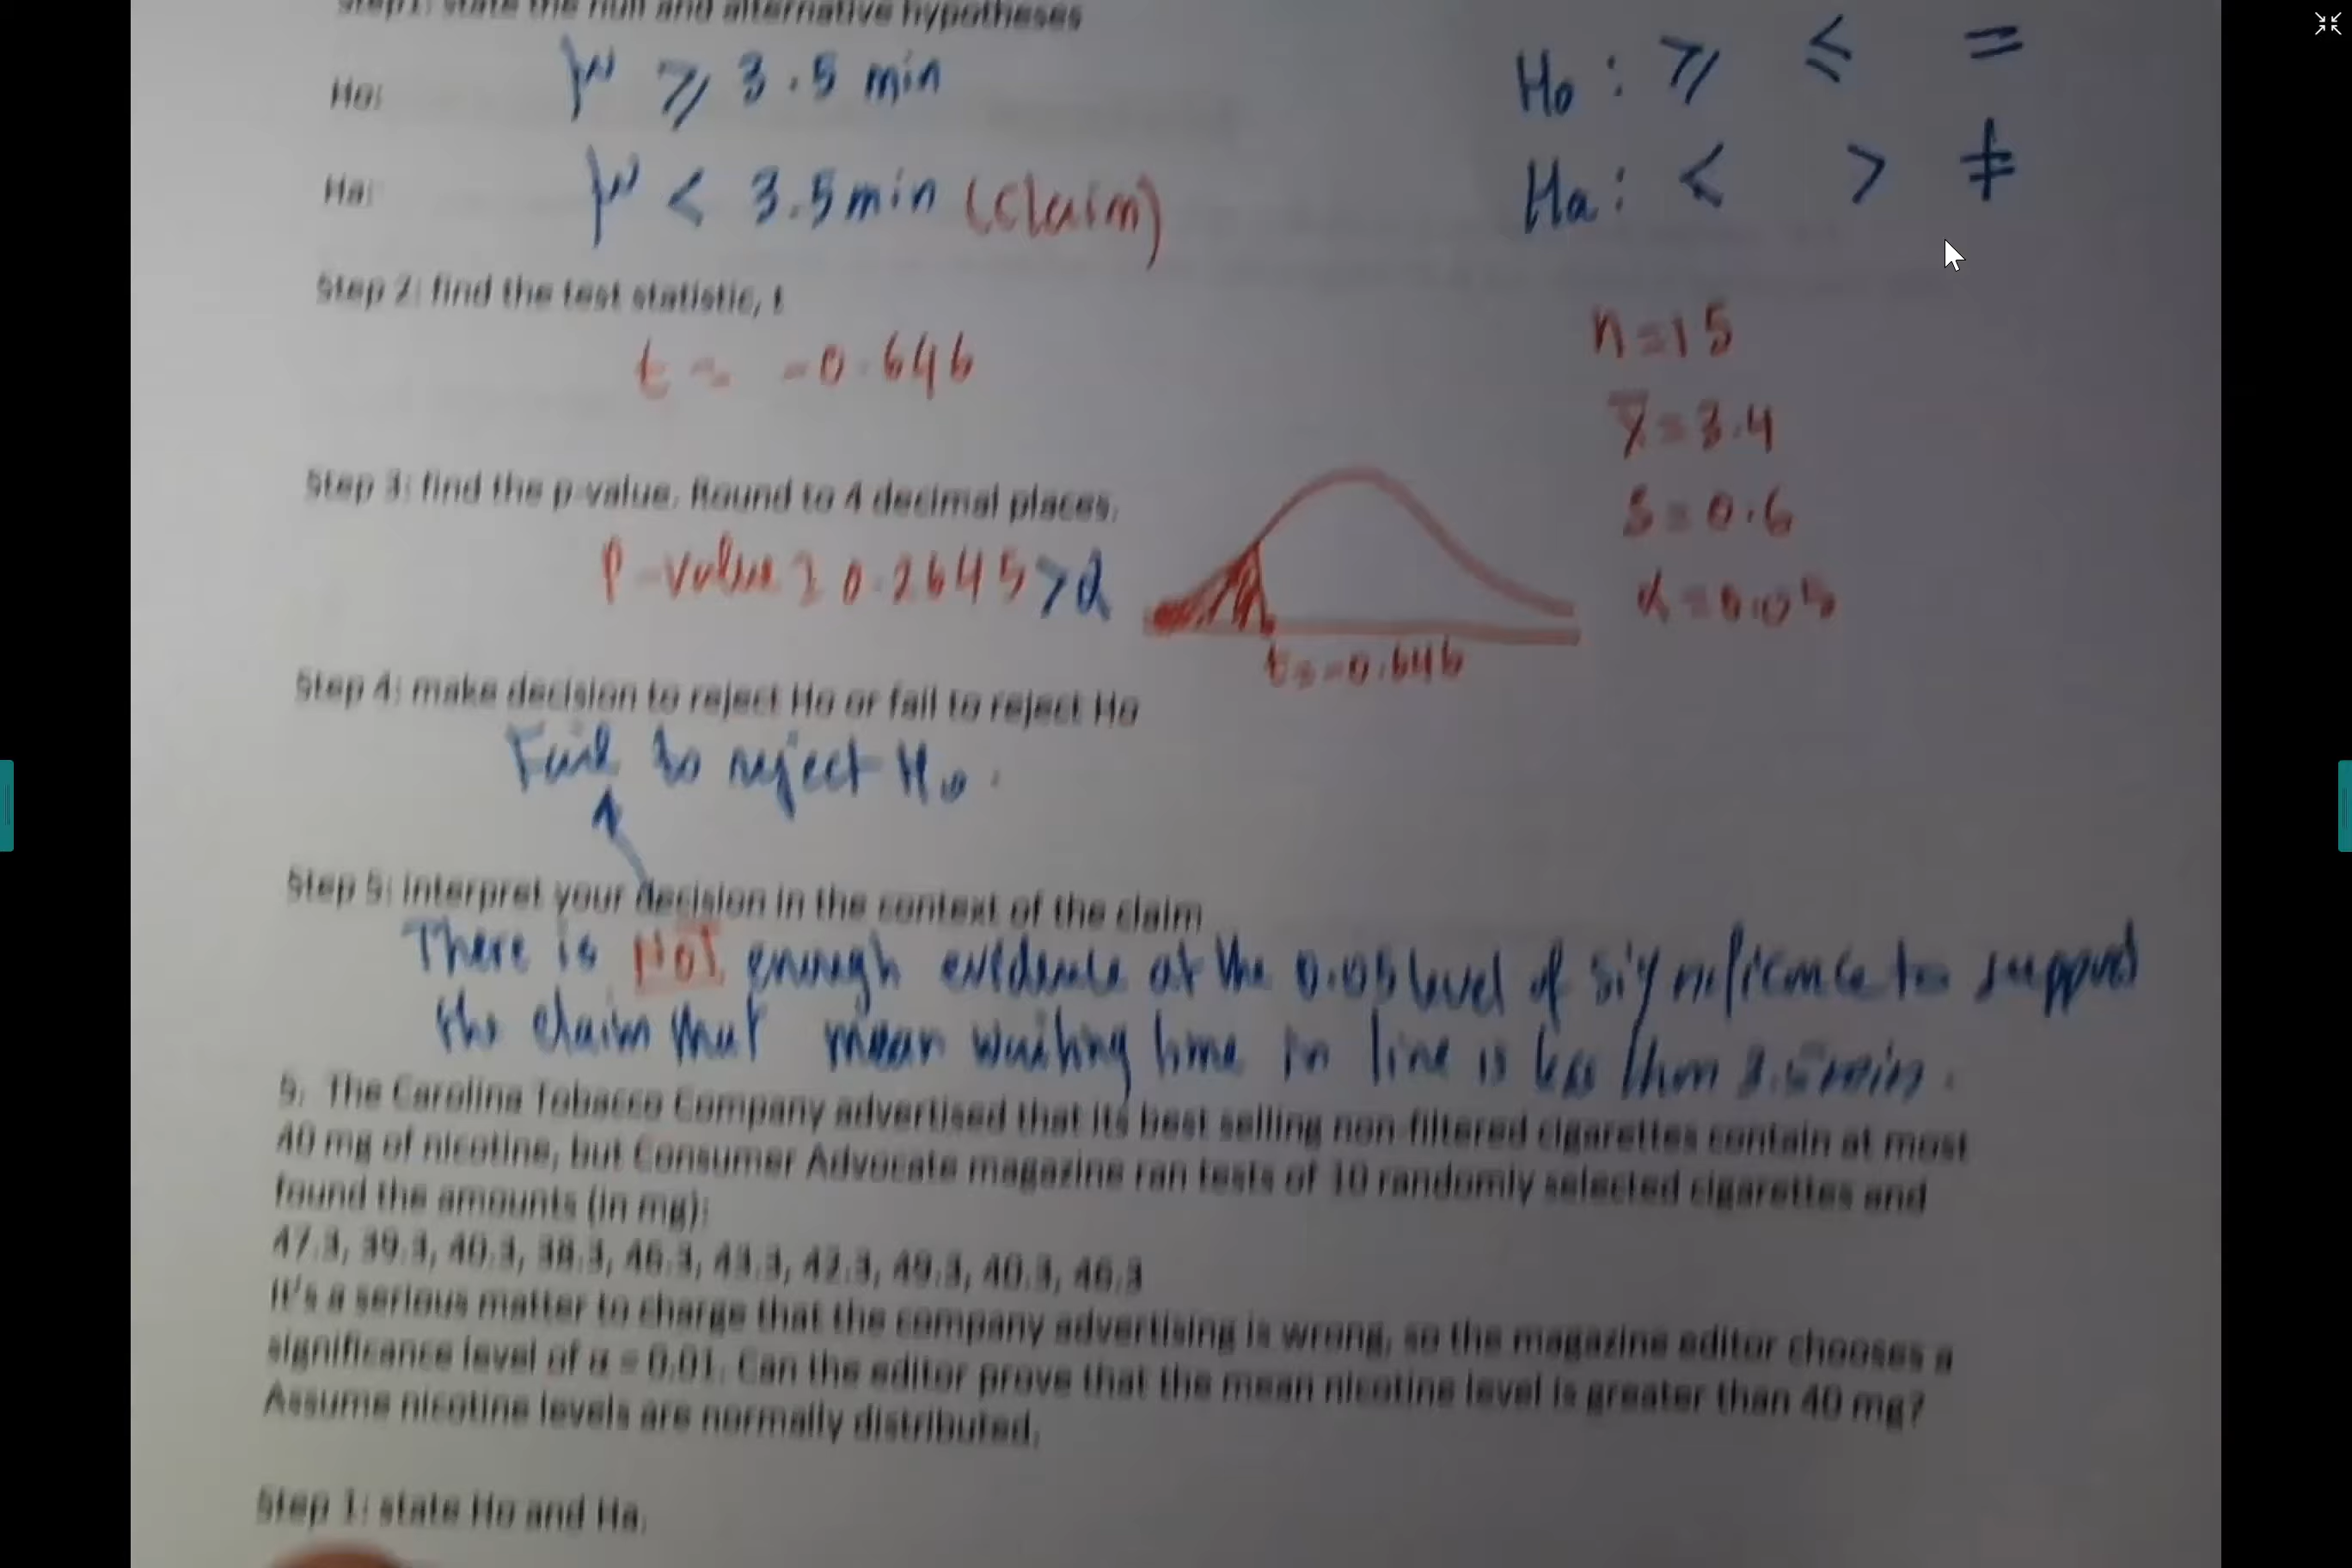 Step1: state the null and alternative hypotheses
Ho: μ ≥ 3.5 min
Ha: μ < 3.5min (claim)
Ho: ≥ ≤ =
Ha: < > ≠
Step 2: find the test statistic, t
t = -0.646
n=15
x̄=3.4
s=0.6
α=0.05
Step 3: find the p-value. Round to 4 decimal places.
P-value = 0.2645 > α
t=-0.646
Step 4: make decision to reject Ho or fail to reject Ho
Fail to reject Ho.
Step 5: interpret your decision in the context of the claim
There is NOT enough evidence at the 0.05 level of significance to support
the claim that mean waiting time in line is less than 3.5 min.
5. The Carolina Tobacco Company advertised that its best selling non-filtered cigarettes contain at most
40 mg of nicotine, but Consumer Advocate magazine ran tests of 10 randomly selected cigarettes and
found the amounts (in mg):
47.3, 39.3, 40.3, 38.3, 46.3, 43.3, 42.3, 49.3, 40.3, 46.3
It's a serious matter to charge that the company advertising is wrong, so the magazine editor chooses a
significance level of α = 0.01. Can the editor prove that the mean nicotine level is greater than 40 mg?
Assume nicotine levels are normally distributed.
Step 1: state Ho and Ha.